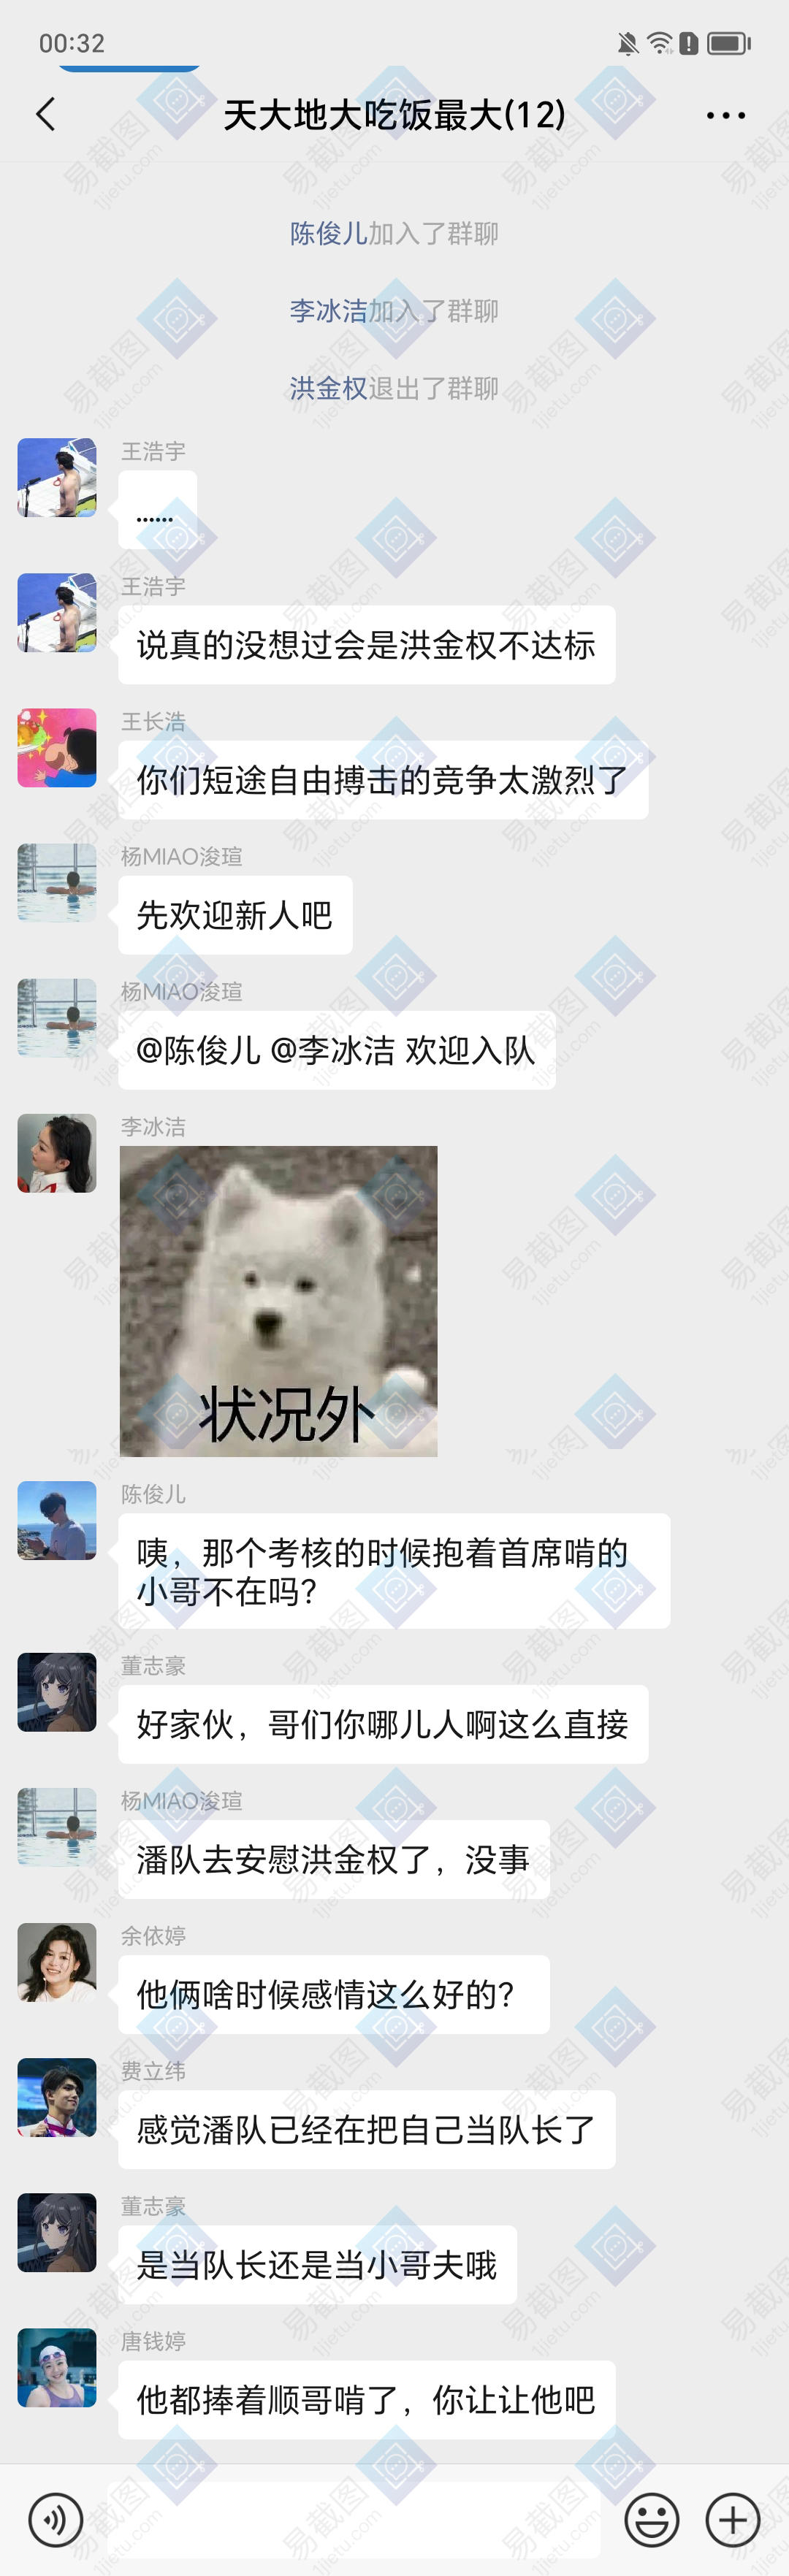 00:32
天大地大吃饭最大(12)
陈俊儿加入了群聊
李冰洁加入了群聊
洪金权退出了群聊
王浩宇
......
王浩宇
说真的没想过会是洪金权不达标
王长浩
你们短途自由搏击的竞争太激烈了
杨MIAO浚瑄
先欢迎新人吧
杨MIAO浚瑄
@陈俊儿 @李冰洁 欢迎入队
李冰洁
状况外
陈俊儿
咦，那个考核的时候抱着首席啃的
小哥不在吗？
董志豪
好家伙，哥们你哪儿人啊这么直接
杨MIAO浚瑄
潘队去安慰洪金权了，没事
余依婷
他俩啥时候感情这么好的？
费立纬
感觉潘队已经在把自己当队长了
董志豪
是当队长还是当小哥夫哦
唐钱婷
他都捧着顺哥啃了，你让让他吧
易截图
1jietu.com